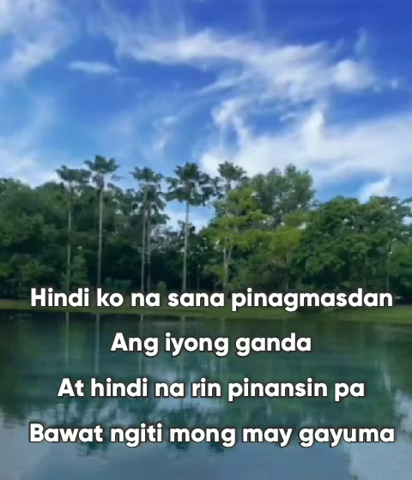 Hindi ko na sana pinagmasdan
Ang iyong ganda
At hindi na rin pinansin pa
Bawat ngiti mong may gayuma